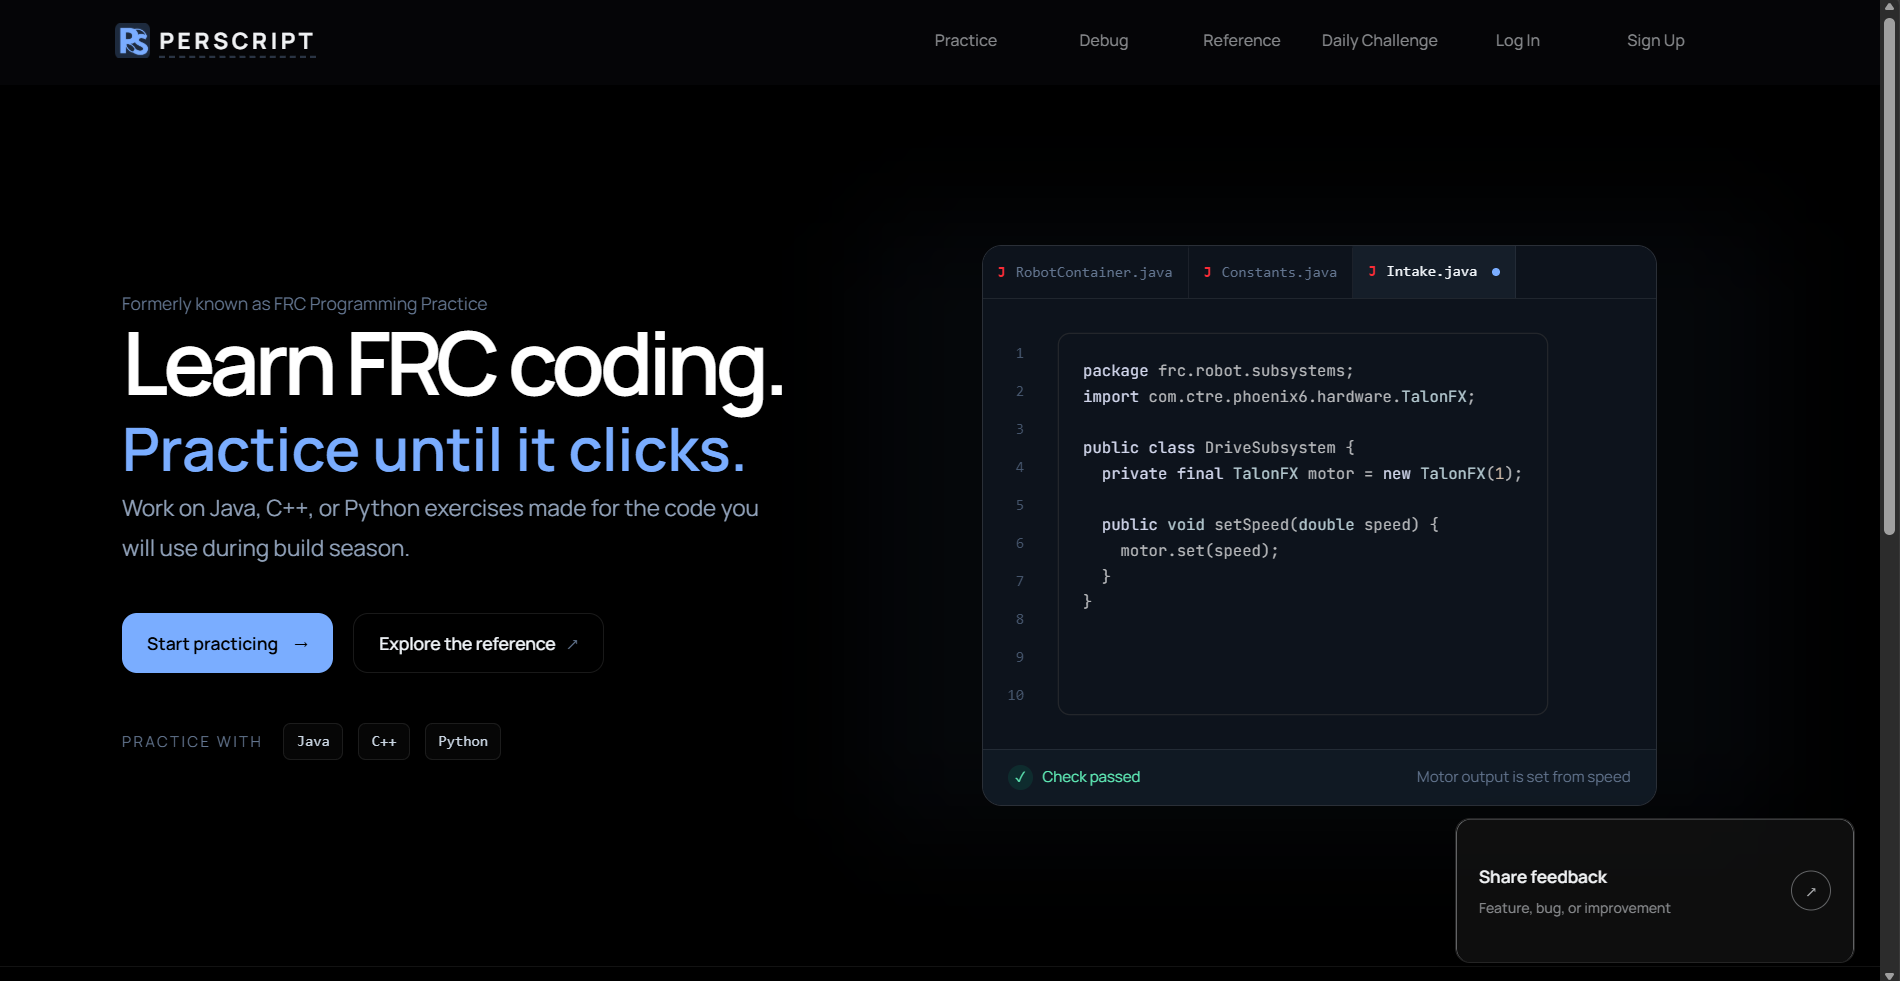 PERSCRIPT
Practice Debug Reference Daily Challenge Log In Sign Up
Formerly known as FRC Programming Practice
Learn FRC coding.
Practice until it clicks.
Work on Java, C++, or Python exercises made for the code you
will use during build season.
Start practicing →
Explore the reference ↗
PRACTICE WITH Java C++ Python
J RobotContainer.java J Constants.java J Intake.java
1
2
3
4
5
6
7
8
9
10
package frc.robot.subsystems;
import com.ctre.phoenix6.hardware.TalonFX;
public class DriveSubsystem {
private final TalonFX motor = new TalonFX(1);
public void setSpeed(double speed) {
motor.set(speed);
}
}
✓ Check passed
Motor output is set from speed
Share feedback
Feature, bug, or improvement
↗